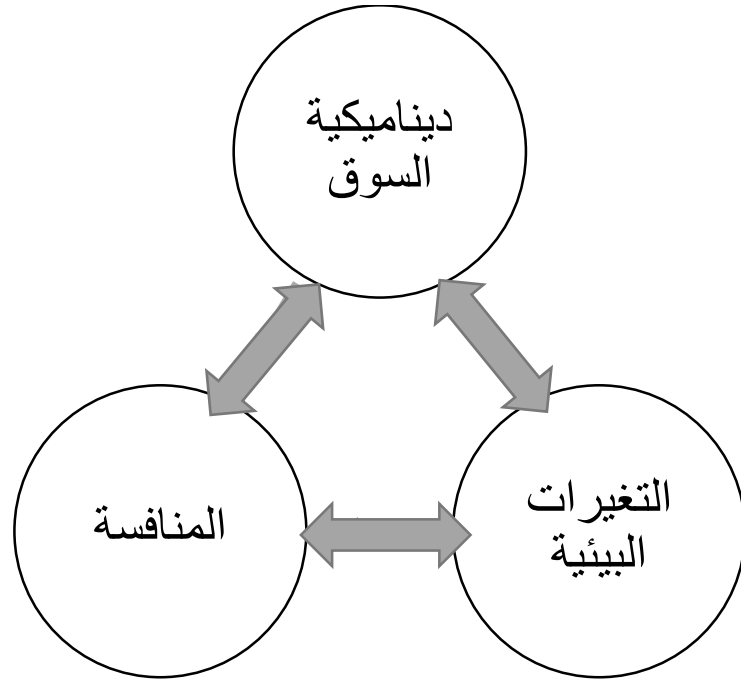 ديناميكية
السوق
التغيرات
البيئية
المنافسة